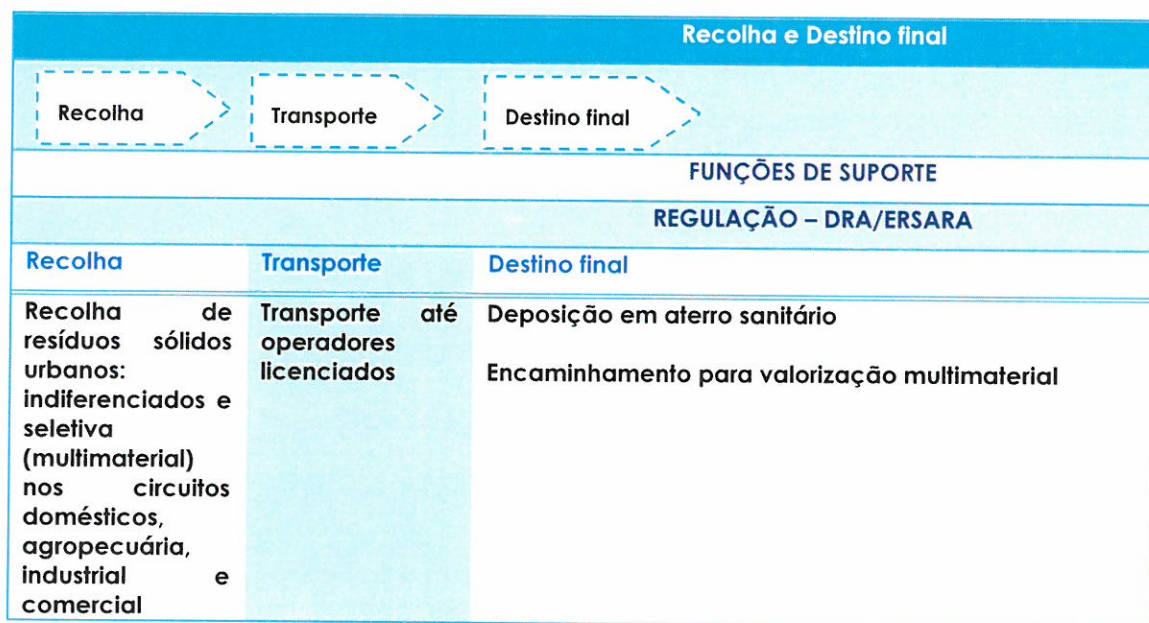 Recolha e Destino final
Recolha
Transporte
Destino final
FUNÇÕES DE SUPORTE
REGULAÇÃO – DRA/ERSARA
Recolha
Transporte
Destino final
Recolha de
resíduos sólidos
urbanos:
indiferenciados e
seletiva
(multimaterial)
nos circuitos
domésticos,
agropecuária,
industrial e
comercial
Transporte até
operadores
licenciados
Deposição em aterro sanitário
Encaminhamento para valorização multimaterial